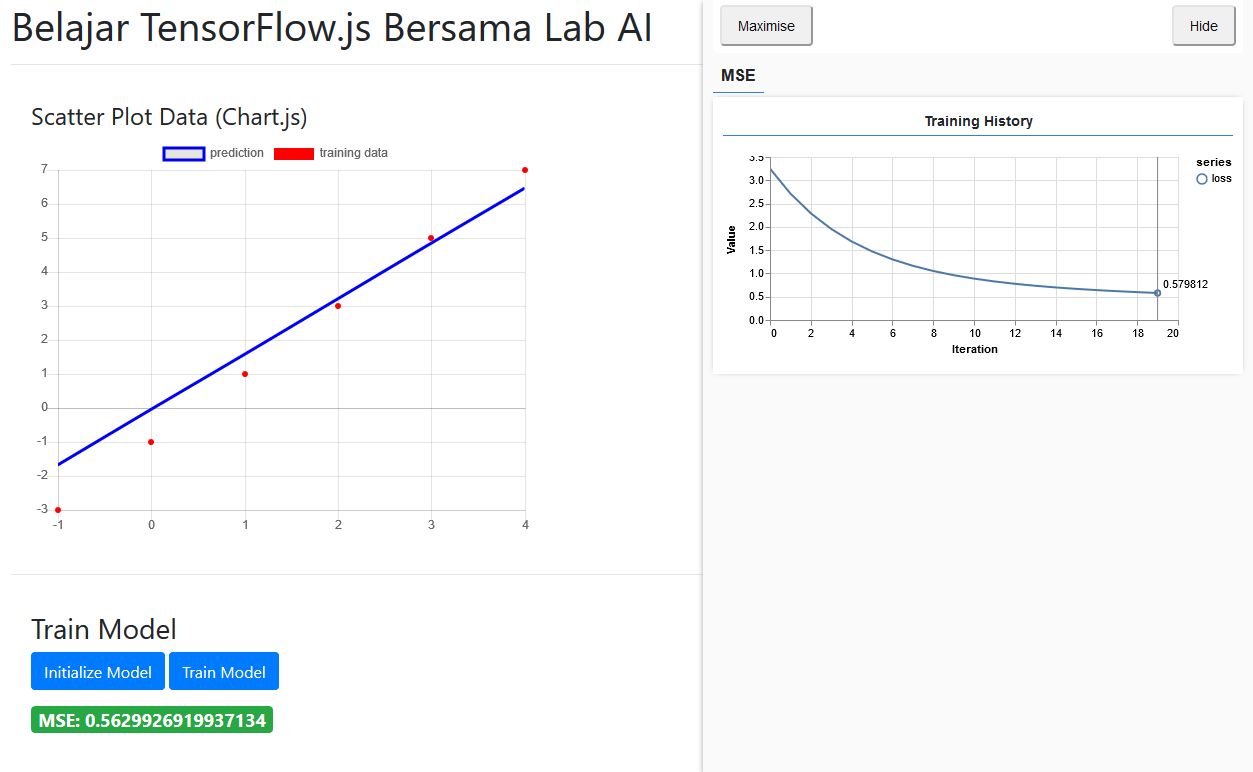 Belajar TensorFlow.js Bersama Lab AI
Scatter Plot Data (Chart.js)
prediction training data
7
6
5
4
3
2
1
0
-1
-2
-3
-1 0 1 2 3 4
Train Model
Initialize Model Train Model
MSE: 0.5629926919937134
Maximise Hide
MSE
Training History
3.5
3.0
2.5
2.0
1.5
1.0
0.5
0.0
Value
0 2 4 6 8 10 12 14 16 18 20
Iteration
0.579812
series
loss